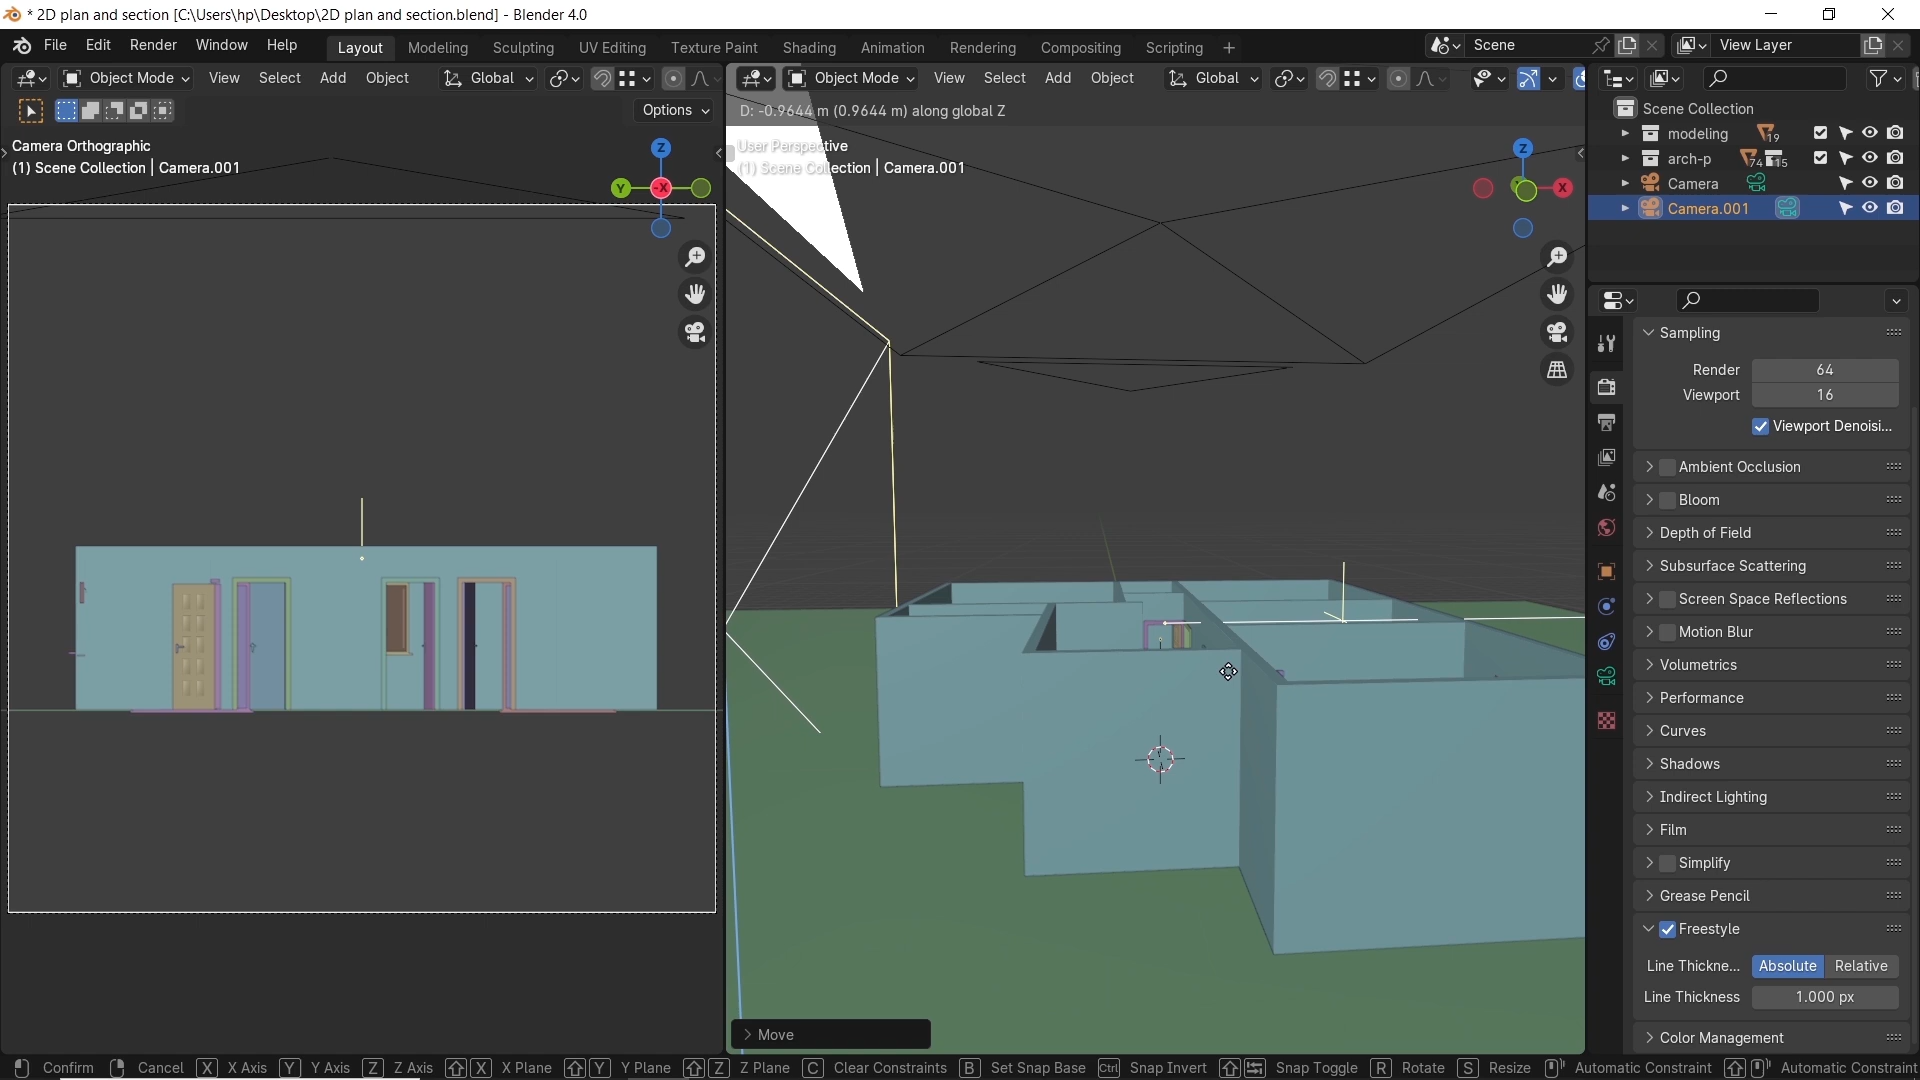 * 2D plan and section [C:\Users\hp\Desktop\2D plan and section.blend] - Blender 4.0
File Edit Render Window Help Layout Modeling Sculpting UV Editing Texture Paint Shading Animation Rendering Compositing Scripting + Scene View Layer
Object Mode View Select Add Object Global
Object Mode View Select Add Object Global
Options
D: -0.9644 m (0.9644 m) along global Z
Camera Orthographic
(1) Scene Collection | Camera.001
User Perspective
(1) Scene Collection | Camera.001
Z
Y
-X
Z
X
Scene Collection
modeling 19
arch-p 74 15
Camera
Camera.001
Sampling
Render 64
Viewport 16
Viewport Denoisi...
Ambient Occlusion
Bloom
Depth of Field
Subsurface Scattering
Screen Space Reflections
Motion Blur
Volumetrics
Performance
Curves
Shadows
Indirect Lighting
Film
Simplify
Grease Pencil
Freestyle
Line Thickne... Absolute Relative
Line Thickness 1.000 px
Color Management
Move
Confirm Cancel X X Axis Y Y Axis Z Z Axis X X Plane Y Y Plane Z Z Plane C Clear Constraints B Set Snap Base Ctrl Snap Invert Snap Toggle R Rotate S Resize Automatic Constraint Automatic Constraint